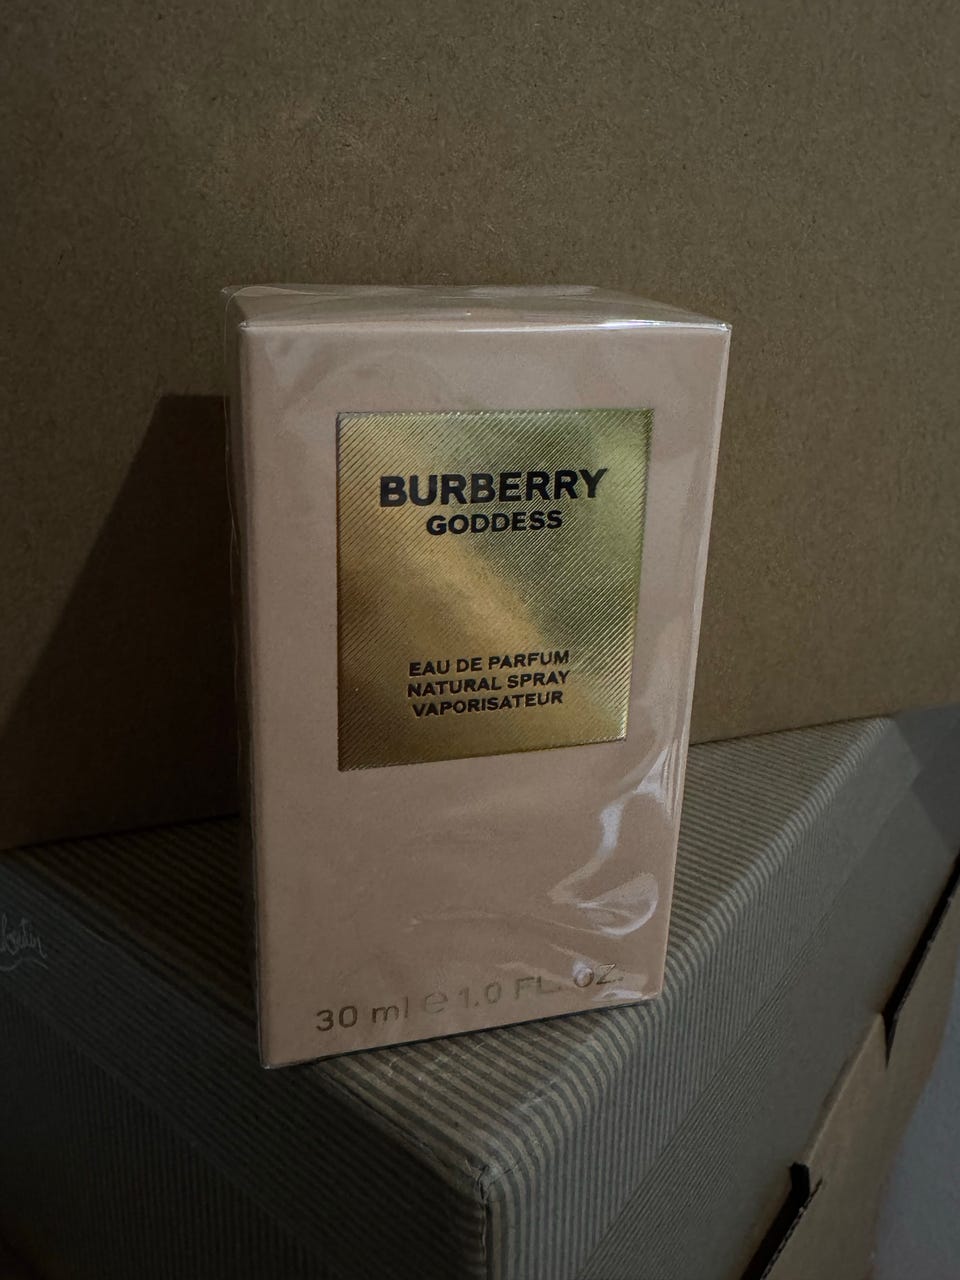 BURBERRY
GODDESS
EAU DE PARFUM
NATURAL SPRAY
VAPORISATEUR
30 ml ℮ 1.0 FL. OZ.